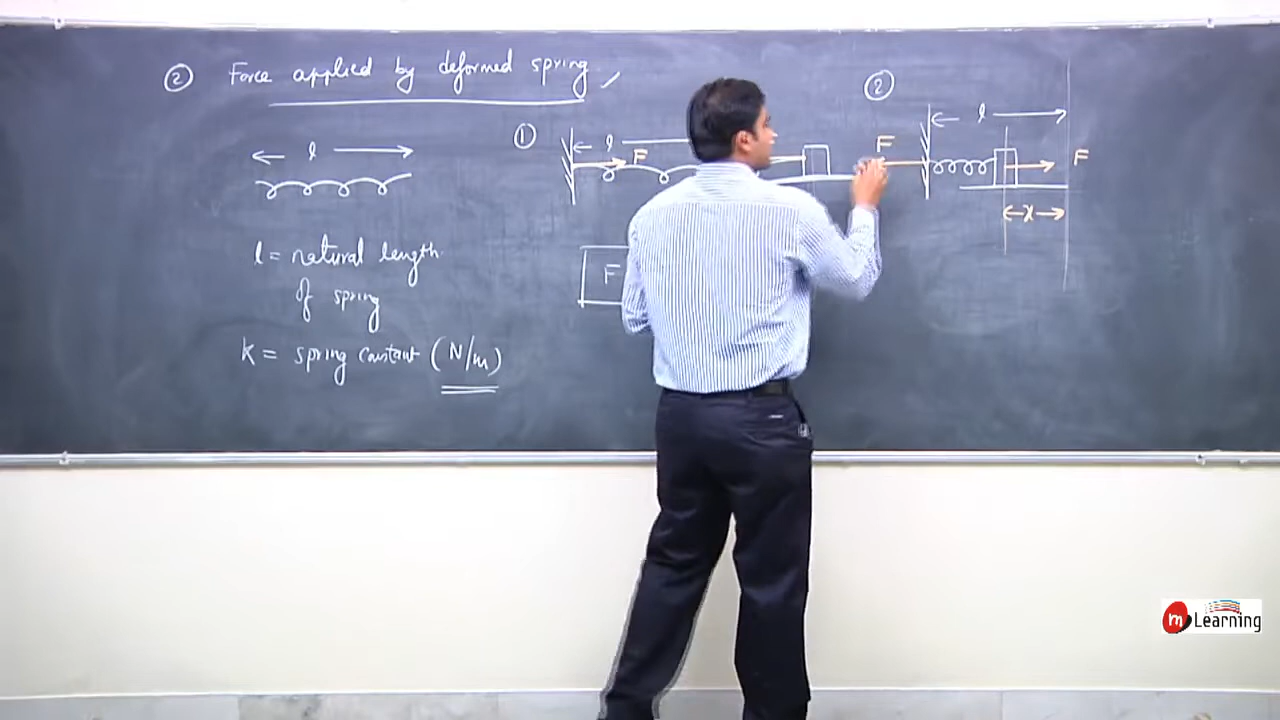 ② Force applied by deformed spring
l
l = natural length
of spring
K = spring constant (N/m)
①
l
F
F
②
l
F
F
x
m Learning